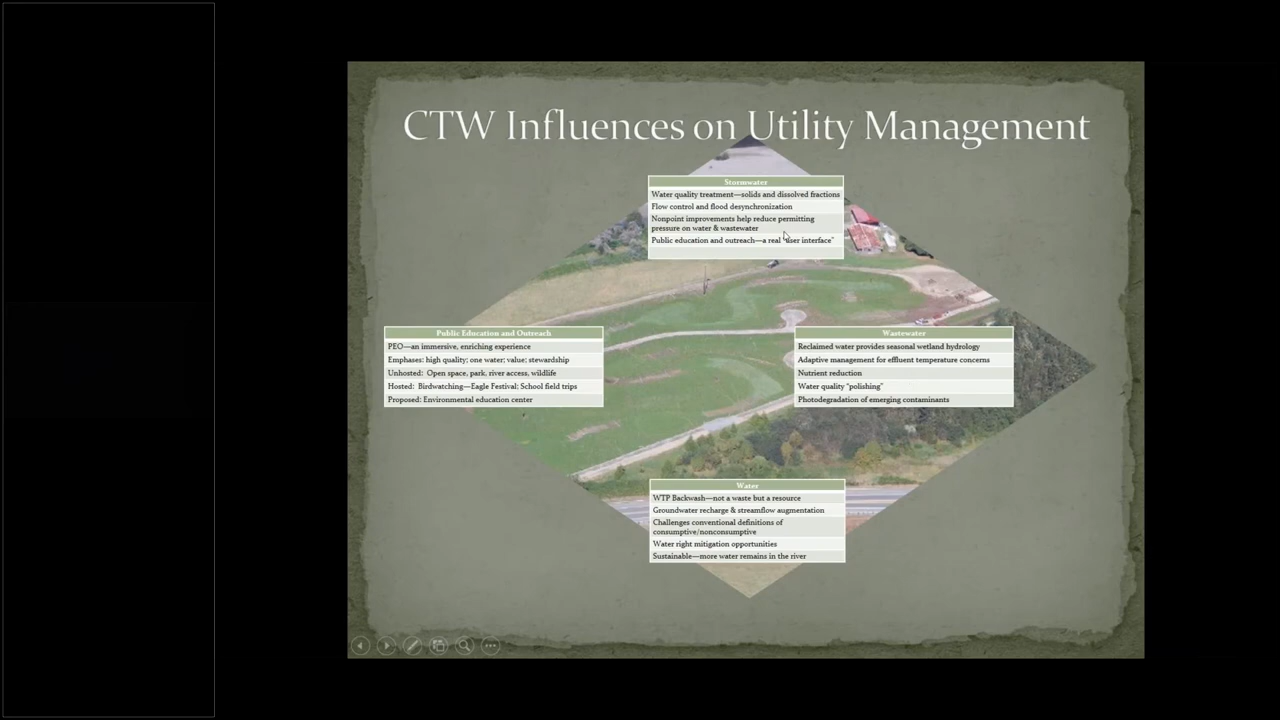 CTW Influences on Utility Management
Stormwater
Water quality treatment—solids and dissolved fractions
Flow control and flood desynchronization
Nonpoint improvements help reduce permitting
pressure on water & wastewater
Public education and outreach—a real "user interface"
Public Education and Outreach
PEO—an immersive, enriching experience
Emphases: high quality; one water; value; stewardship
Unhosted: Open space, park, river access, wildlife
Hosted: Birdwatching—Eagle Festival; School field trips
Proposed: Environmental education center
Wastewater
Reclaimed water provides seasonal wetland hydrology
Adaptive management for effluent temperature concerns
Nutrient reduction
Water quality "polishing"
Photodegradation of emerging contaminants
Water
WTP Backwash—not a waste but a resource
Groundwater recharge & streamflow augmentation
Challenges conventional definitions of
consumptive/nonconsumptive
Water right mitigation opportunities
Sustainable—more water remains in the river